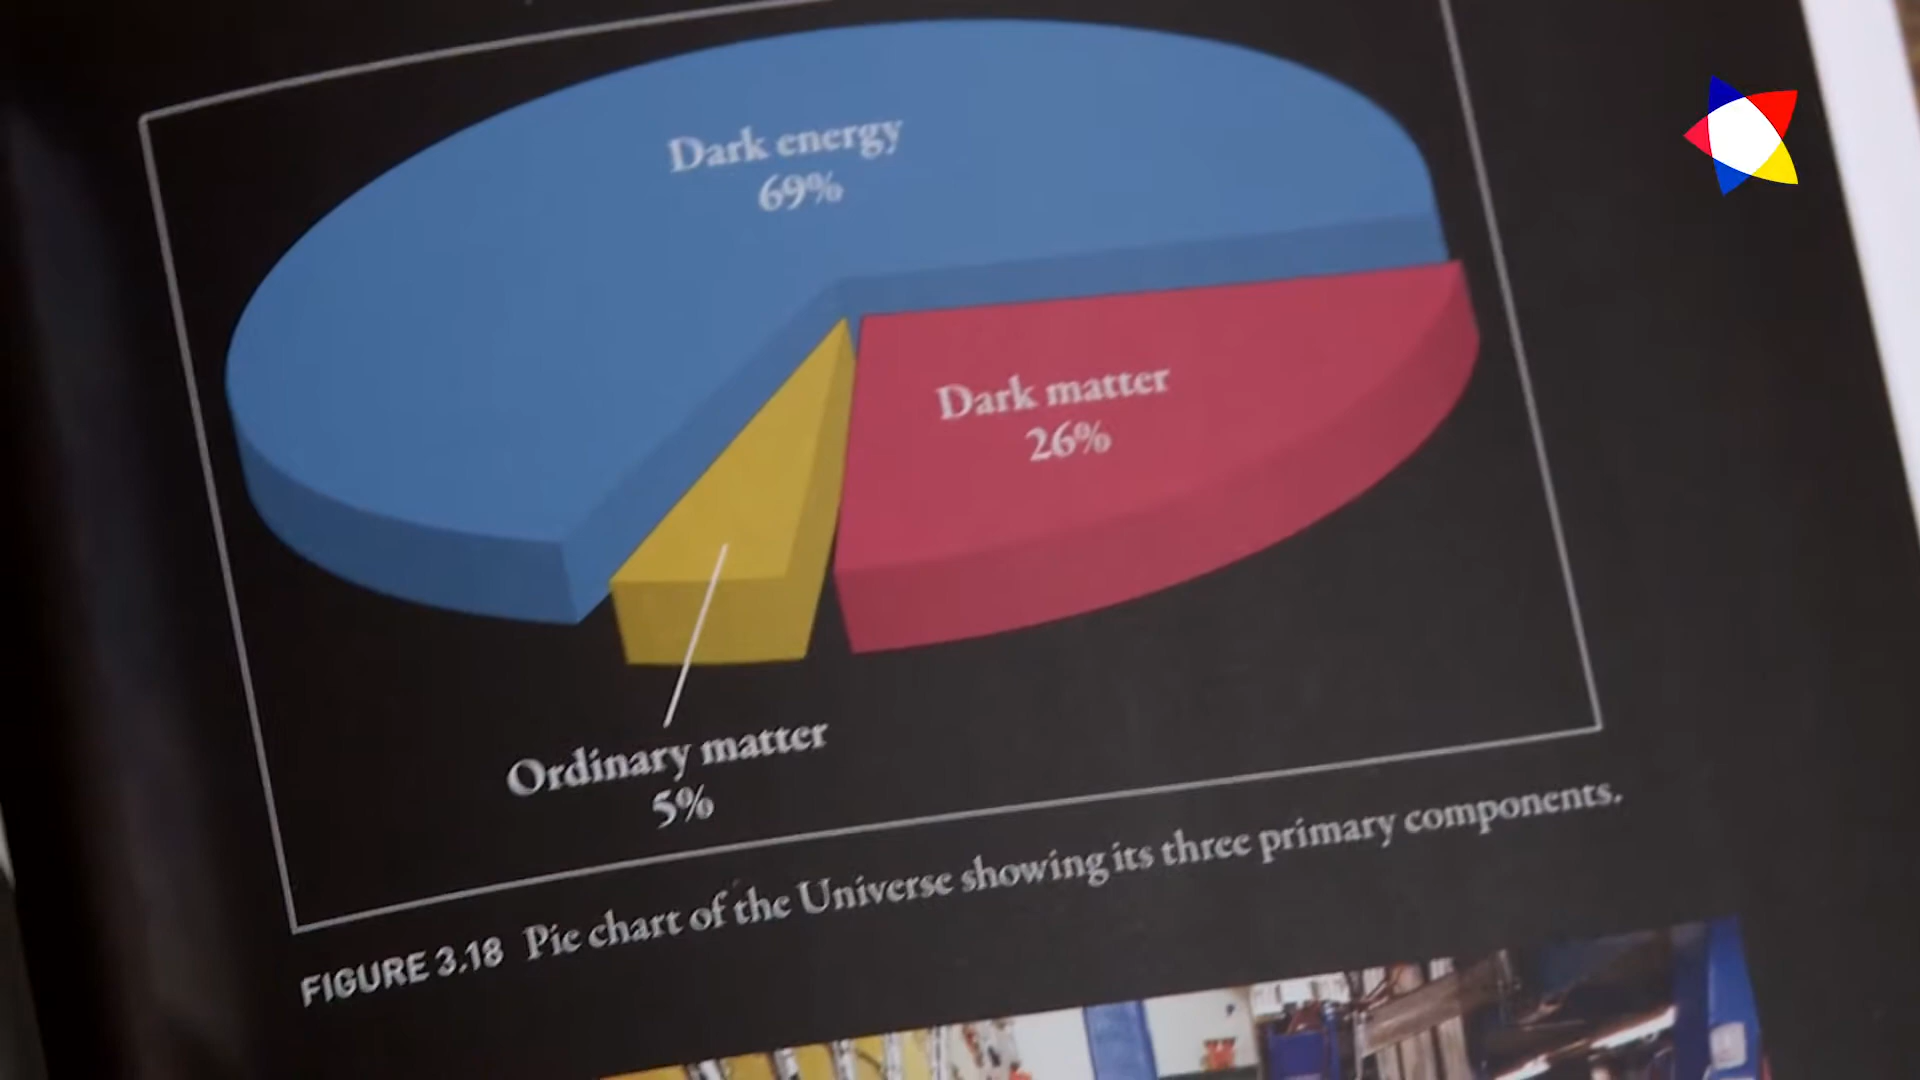 Dark energy
69%
Dark matter
26%
Ordinary matter
5%
FIGURE 3.18 Pie chart of the Universe showing its three primary components.